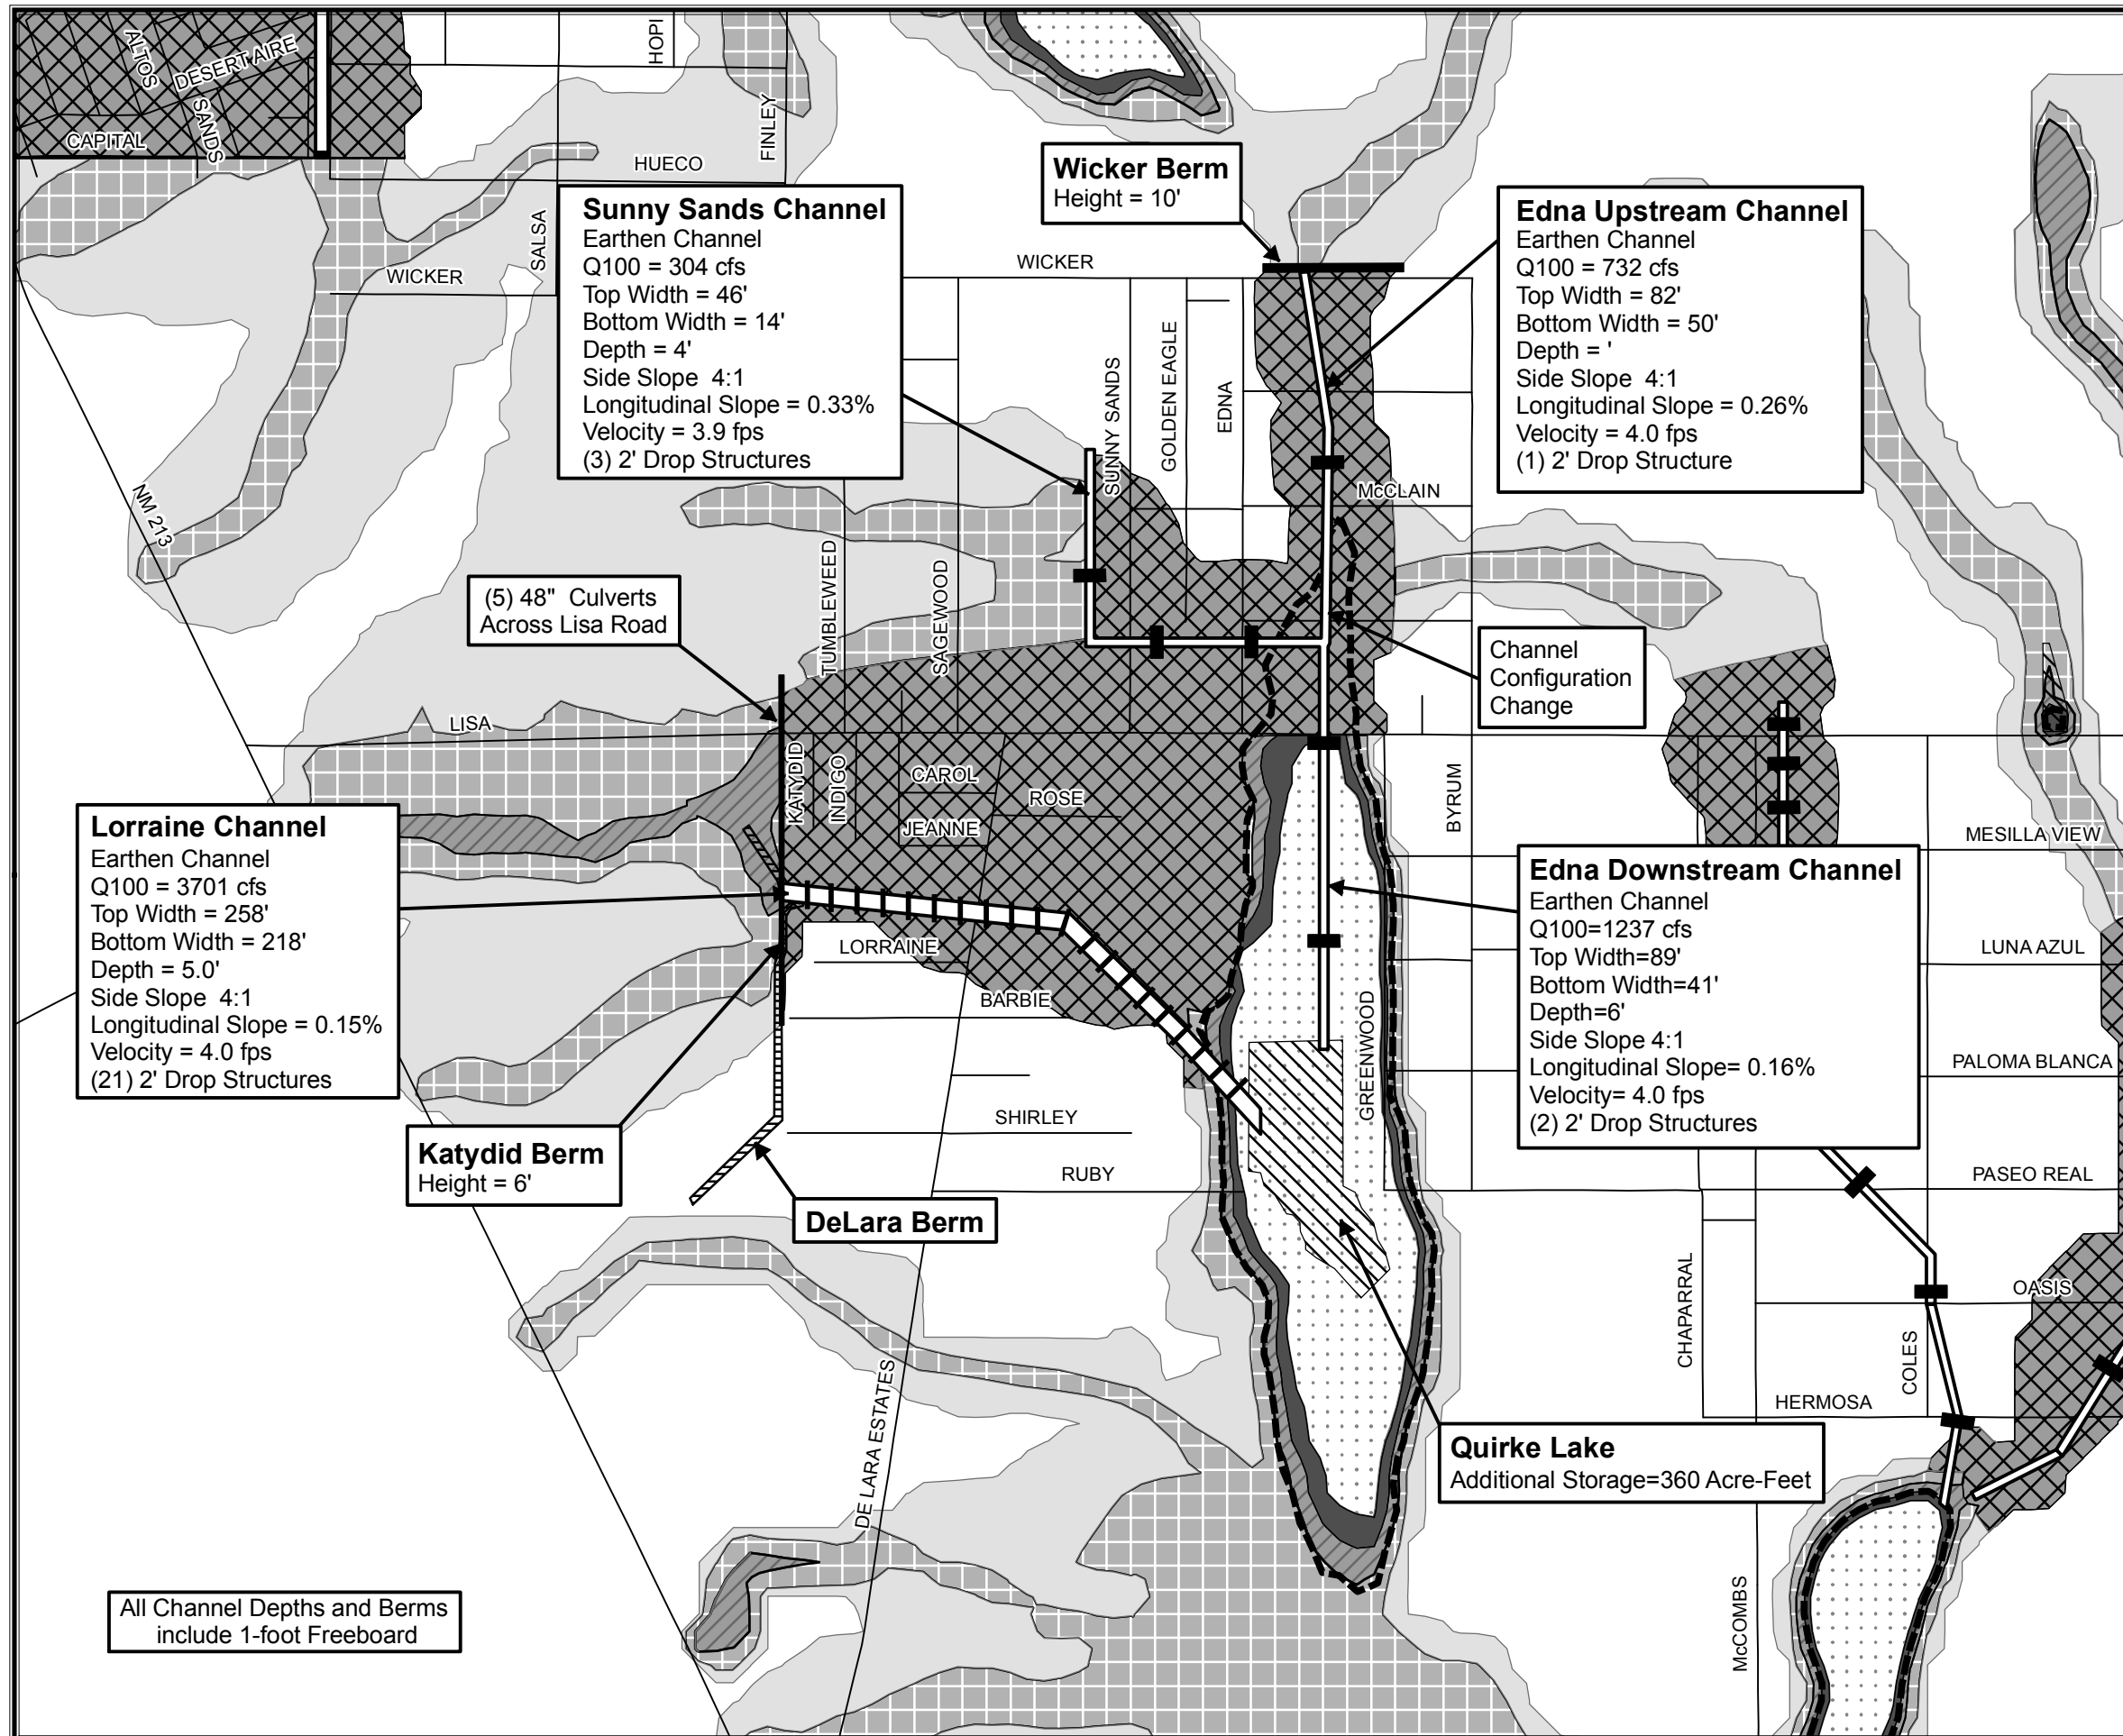 ALTOS
DESERT AIRE
SANDS
CAPITAL
HOPI
FINLEY
HUECO
SALSA
WICKER
NM 213
Wicker Berm
Height = 10'
Sunny Sands Channel
Earthen Channel
Q100 = 304 cfs
Top Width = 46'
Bottom Width = 14'
Depth = 4'
Side Slope  4:1
Longitudinal Slope = 0.33%
Velocity = 3.9 fps
(3) 2' Drop Structures
Edna Upstream Channel
Earthen Channel
Q100 = 732 cfs
Top Width = 82'
Bottom Width = 50'
Depth = '
Side Slope  4:1
Longitudinal Slope = 0.26%
Velocity = 4.0 fps
(1) 2' Drop Structure
WICKER
SUNNY SANDS
GOLDEN EAGLE
EDNA
McCLAIN
(5) 48"  Culverts
Across Lisa Road
TUMBLEWEED
SAGEWOOD
Channel
Configuration
Change
LISA
KATYDID
INDIGO
CAROL
ROSE
JEANNE
BYRUM
MESILLA VIEW
Lorraine Channel
Earthen Channel
Q100 = 3701 cfs
Top Width = 258'
Bottom Width = 218'
Depth = 5.0'
Side Slope  4:1
Longitudinal Slope = 0.15%
Velocity = 4.0 fps
(21) 2' Drop Structures
Edna Downstream Channel
Earthen Channel
Q100=1237 cfs
Top Width=89'
Bottom Width=41'
Depth=6'
Side Slope 4:1
Longitudinal Slope= 0.16%
Velocity= 4.0 fps
(2) 2' Drop Structures
LORRAINE
BARBIE
LUNA AZUL
PALOMA BLANCA
GREENWOOD
SHIRLEY
RUBY
PASEO REAL
Katydid Berm
Height = 6'
DeLara Berm
CHAPARRAL
OASIS
COLES
HERMOSA
DE LARA ESTATES
Quirke Lake
Additional Storage=360 Acre-Feet
McCOMBS
All Channel Depths and Berms
include 1-foot Freeboard